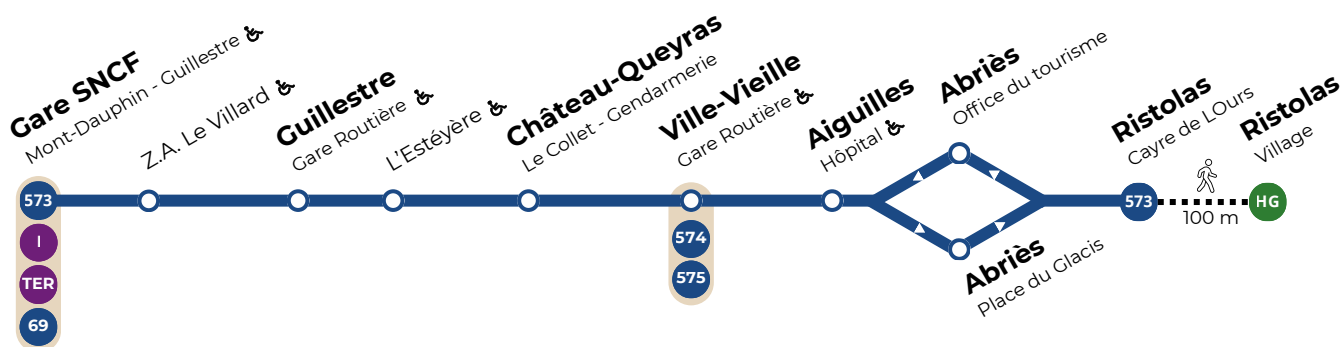 Gare SNCF
Mont-Dauphin - Guillestre
Z.A. Le Villard
Guillestre
Gare Routière
L'Estéyère
Château-Queyras
Le Collet - Gendarmerie
Ville-Vieille
Gare Routière
Aiguilles
Hôpital
Abriès
Office du tourisme
Abriès
Place du Glacis
Ristolas
Cayre de LOurs
Ristolas
Village
573
I
TER
69
574
575
573
100 m
HG